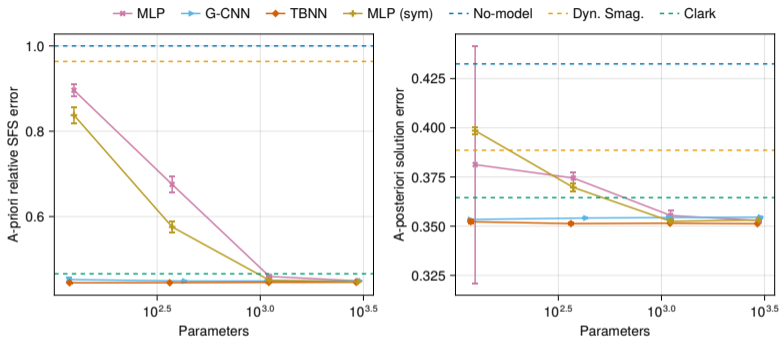 MLP G-CNN TBNN MLP (sym) No-model Dyn. Smag. Clark
A-priori relative SFS error
1.0
0.8
0.6
10^2.5 10^3.0 10^3.5
Parameters
A-posteriori solution error
0.425
0.400
0.375
0.350
0.325
10^2.5 10^3.0 10^3.5
Parameters